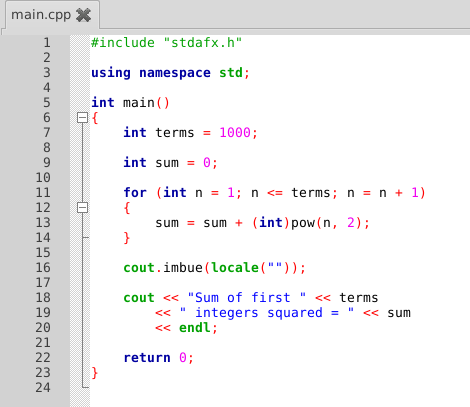 main.cpp
1 #include "stdafx.h"
2
3 using namespace std;
4
5 int main()
6 {
7 int terms = 1000;
8
9 int sum = 0;
10
11 for (int n = 1; n <= terms; n = n + 1)
12 {
13 sum = sum + (int)pow(n, 2);
14 }
15
16 cout.imbue(locale(""));
17
18 cout << "Sum of first " << terms
19 << " integers squared = " << sum
20 << endl;
21
22 return 0;
23 }
24